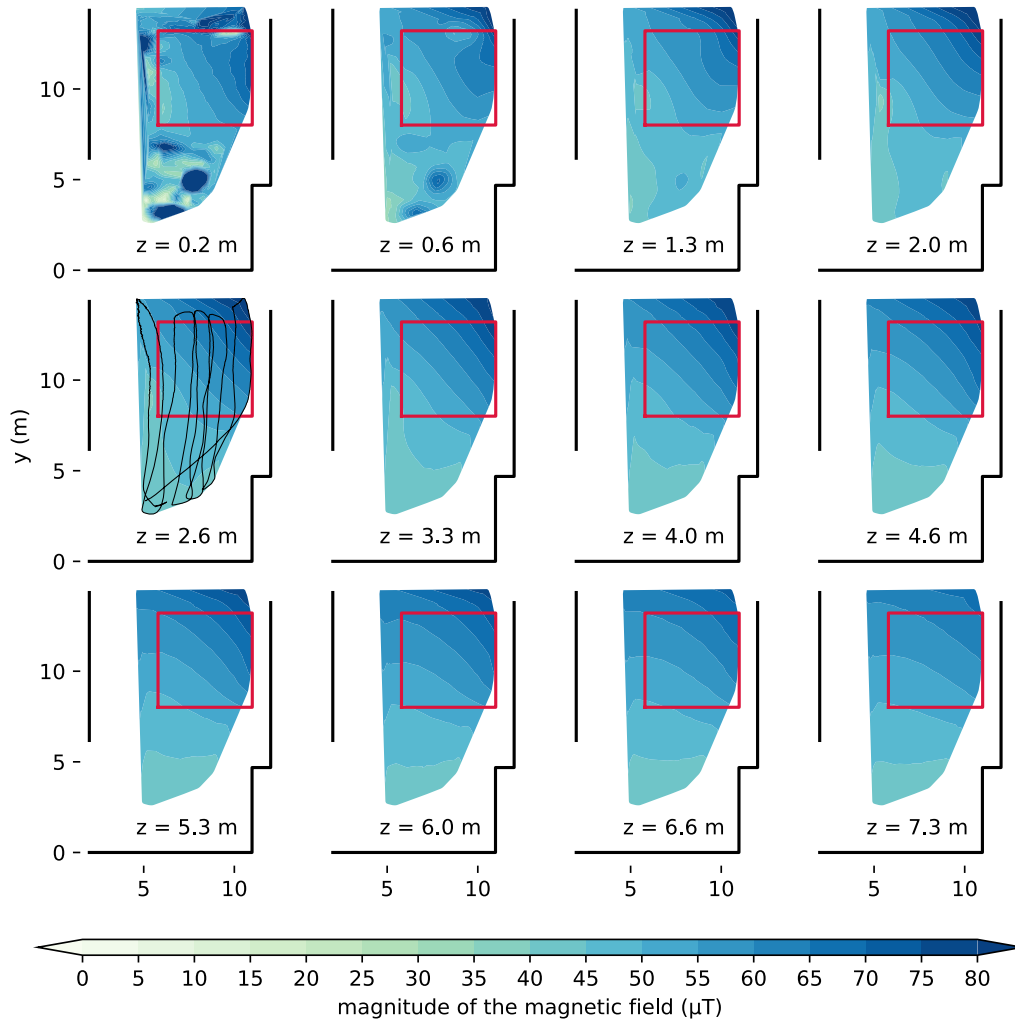 10
5
0
z = 0.2 m
z = 0.6 m
z = 1.3 m
z = 2.0 m
y (m)
10
5
0
z = 2.6 m
z = 3.3 m
z = 4.0 m
z = 4.6 m
10
5
0
z = 5.3 m
z = 6.0 m
z = 6.6 m
z = 7.3 m
5 10 5 10 5 10 5 10
0 5 10 15 20 25 30 35 40 45 50 55 60 65 70 75 80
magnitude of the magnetic field (μT)